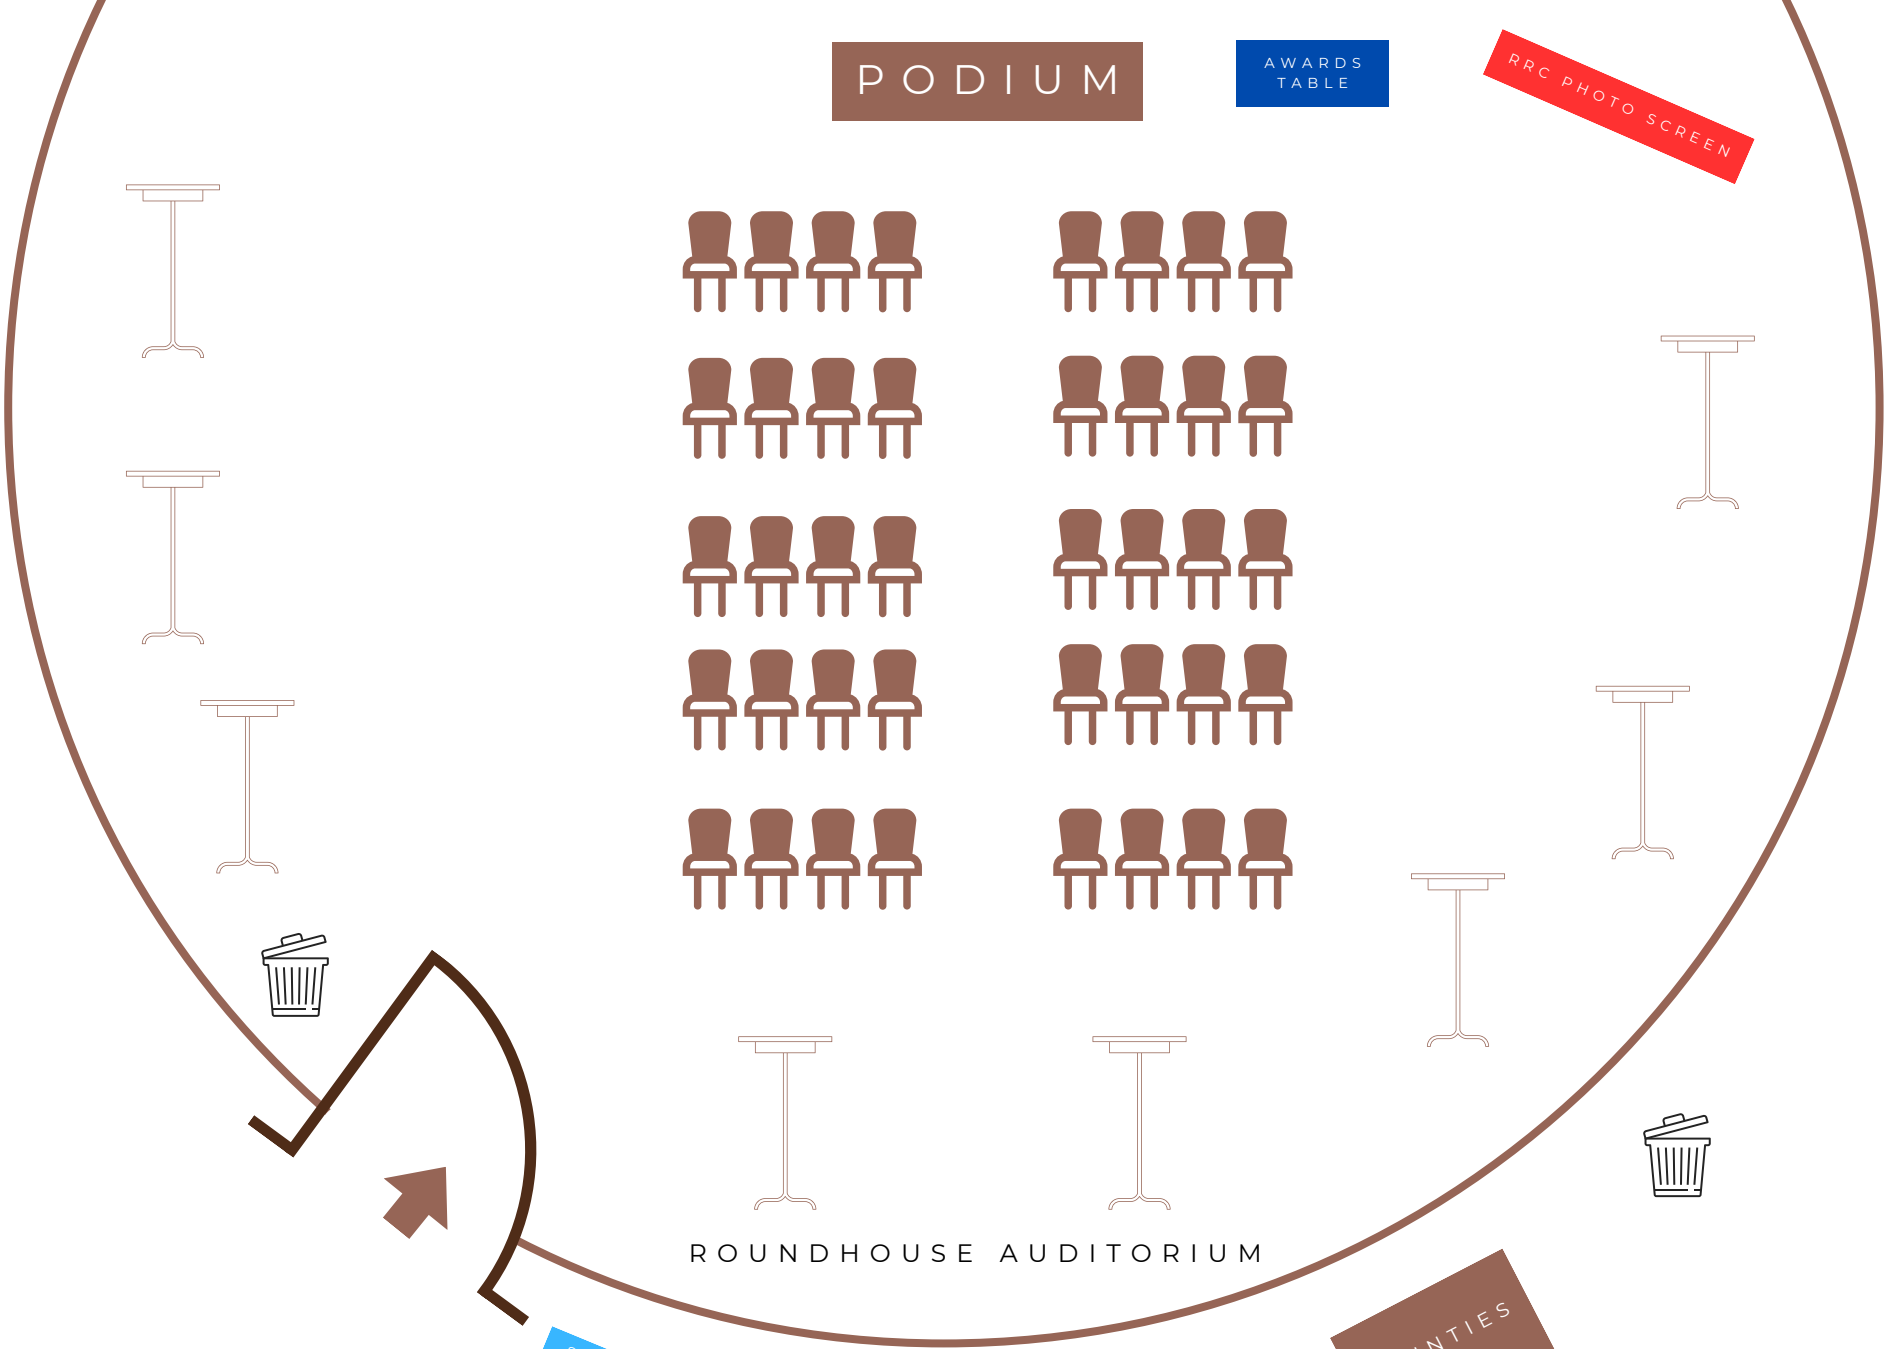 PODIUM
AWARDS
TABLE
RRC PHOTO SCREEN
ROUNDHOUSE AUDITORIUM